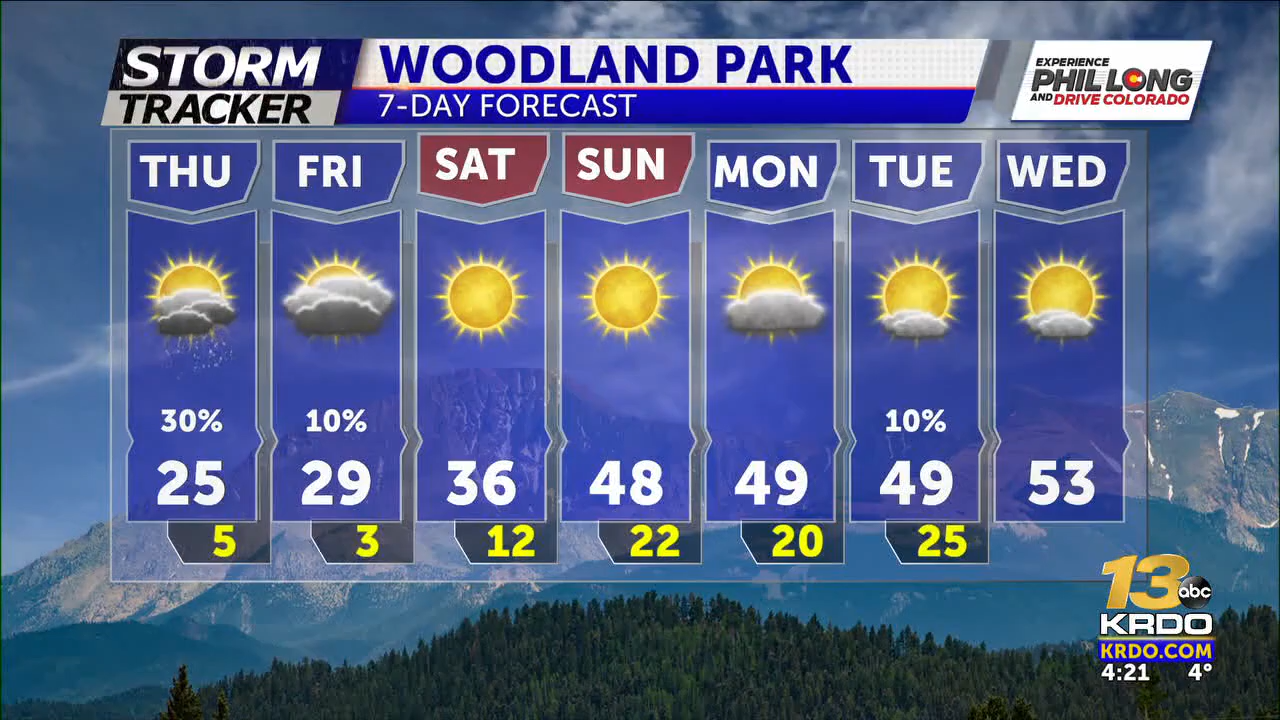 STORM TRACKER
WOODLAND PARK
7-DAY FORECAST
EXPERIENCE
PHIL LONG
AND DRIVE COLORADO
THU FRI SAT SUN MON TUE WED
30% 10% 10%
25 29 36 48 49 49 53
5 3 12 22 20 25
13 abc
KRDO
KRDO.COM
4:21 4°